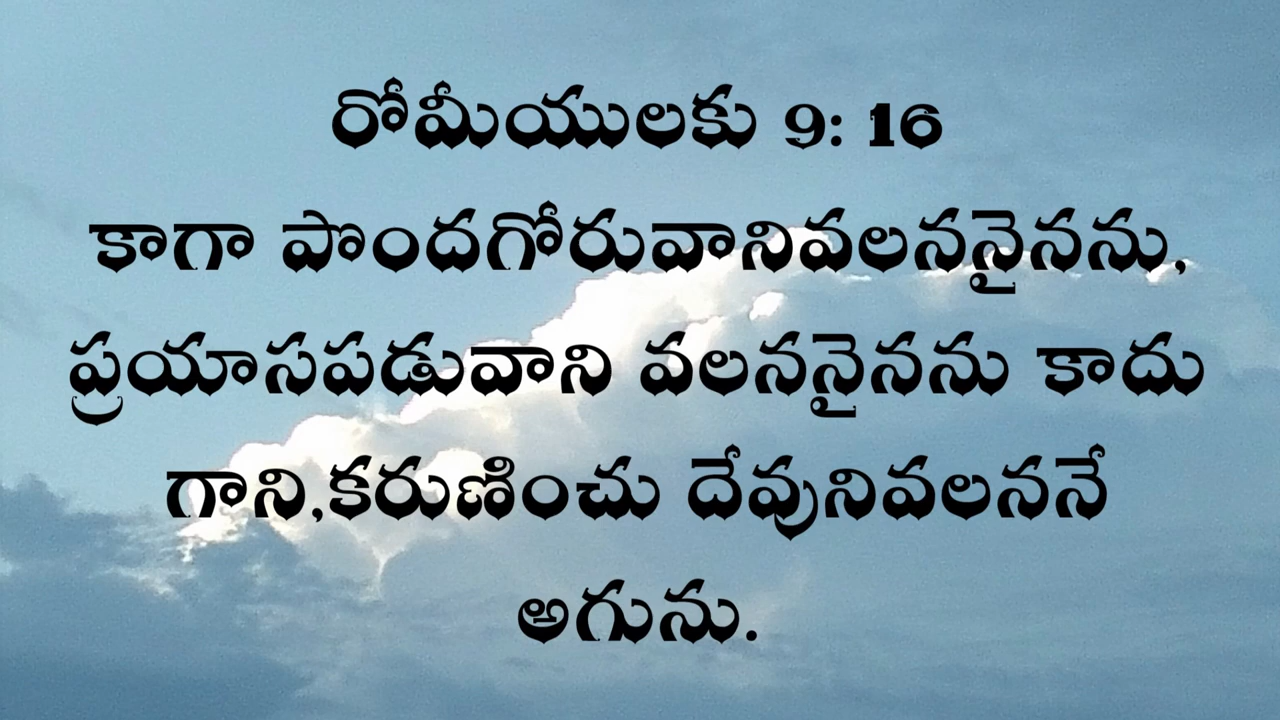 రోమీయులకు 9: 16
కాగా పొందగోరువానివలననైనను,
ప్రయాసపడువాని వలననైనను కాదు
గాని,కరుణించు దేవునివలననే
అగును.